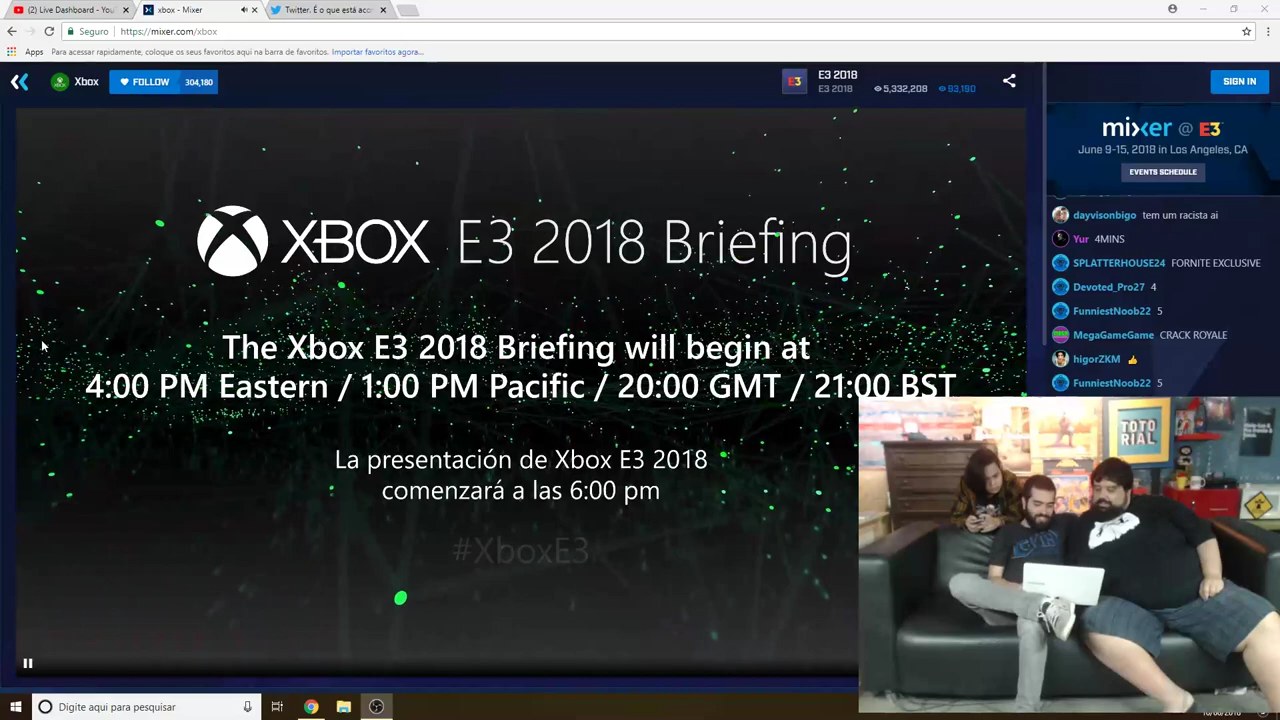 (2) Live Dashboard - You
xbox - Mixer
Twitter. É o que está aco
Seguro
https://mixer.com/xbox
Apps
Para acessar rapidamente, coloque os seus favoritos aqui na barra de favoritos.
Importar favoritos agora...
Xbox
FOLLOW
304,180
E3
E3 2018
E3 2018
5,332,208
93,190
SIGN IN
mixer @ E3
June 9-15, 2018 in Los Angeles, CA
EVENTS SCHEDULE
XBOX E3 2018 Briefing
The Xbox E3 2018 Briefing will begin at
4:00 PM Eastern / 1:00 PM Pacific / 20:00 GMT / 21:00 BST
La presentación de Xbox E3 2018
comenzará a las 6:00 pm
#XboxE3
dayvisonbigo tem um racista ai
Yur 4MINS
SPLATTERHOUSE24 FORNITE EXCLUSIVE
Devoted_Pro27 4
FunniestNoob22 5
MegaGameGame CRACK ROYALE
higorZKM 👍
FunniestNoob22 5
TOTO
RIAL
Digite aqui para pesquisar